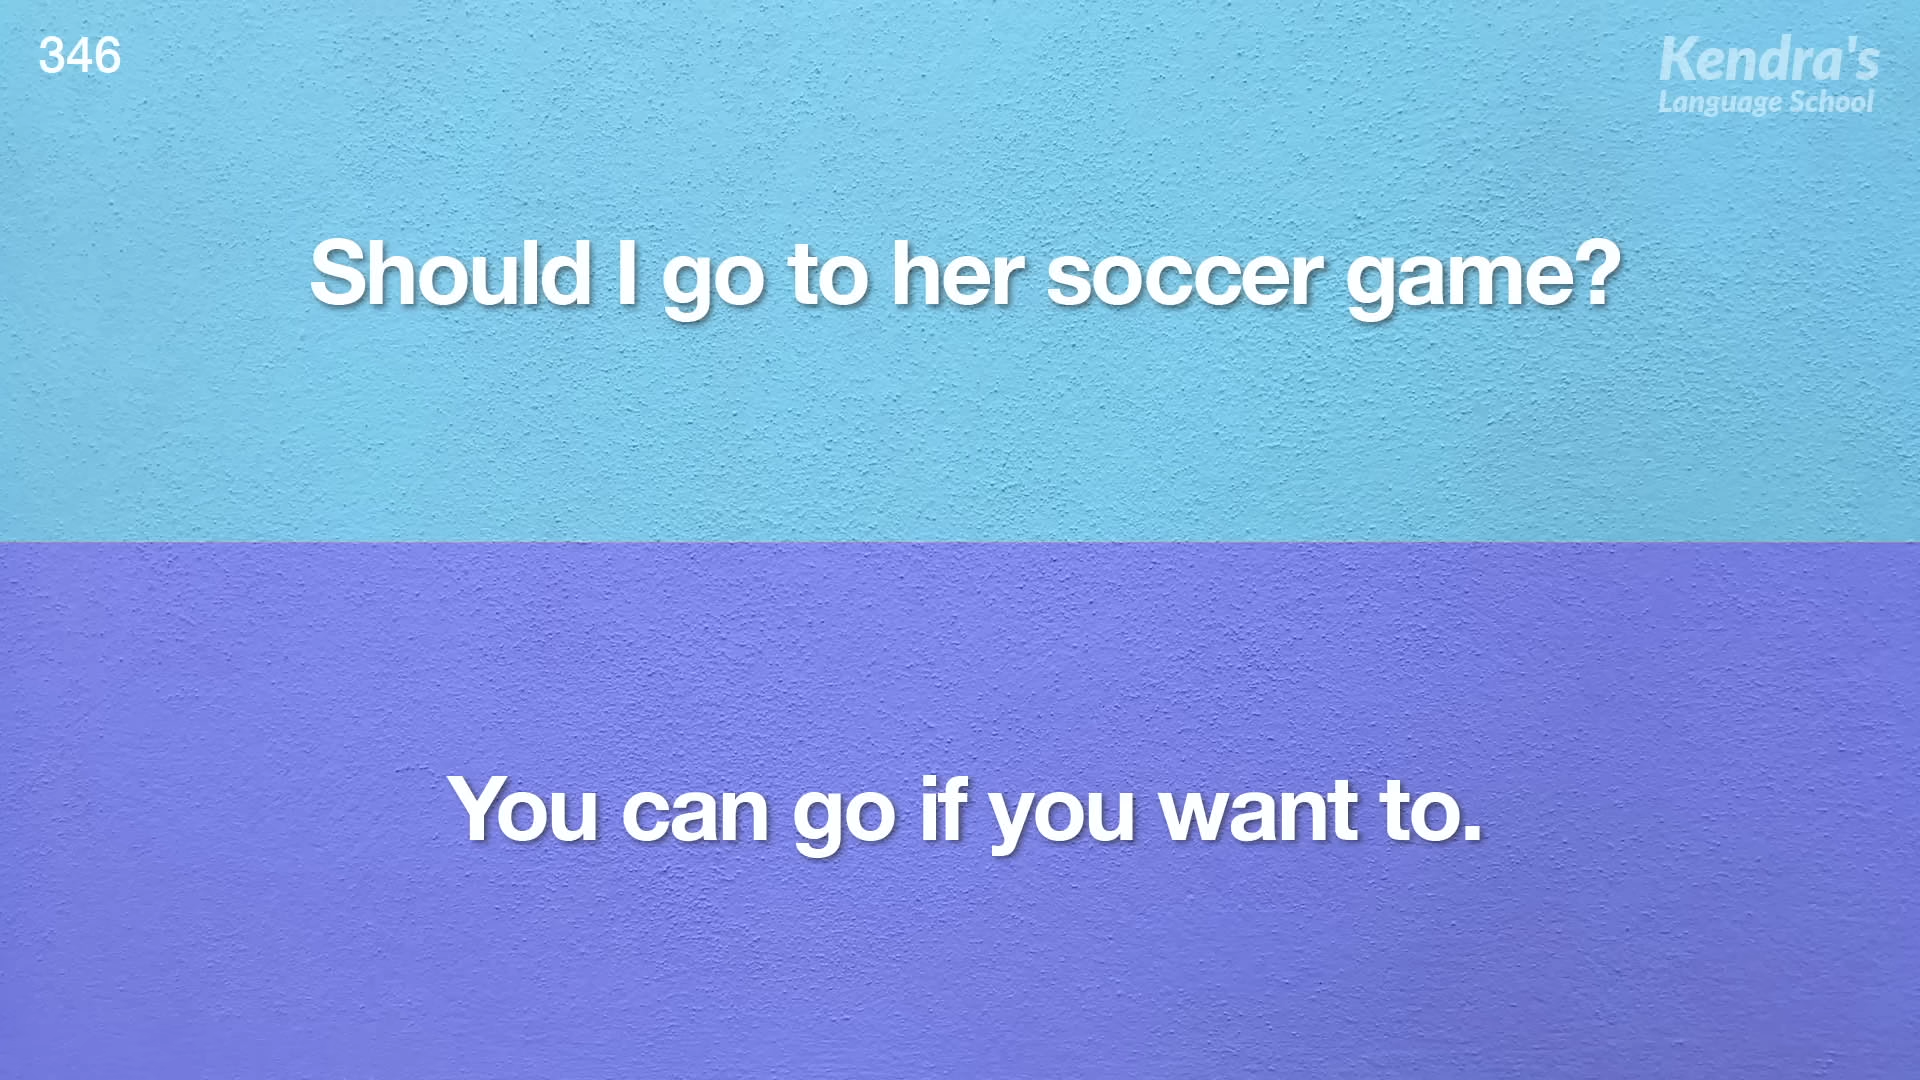 346
Kendra's
Language School
Should I go to her soccer game?
You can go if you want to.